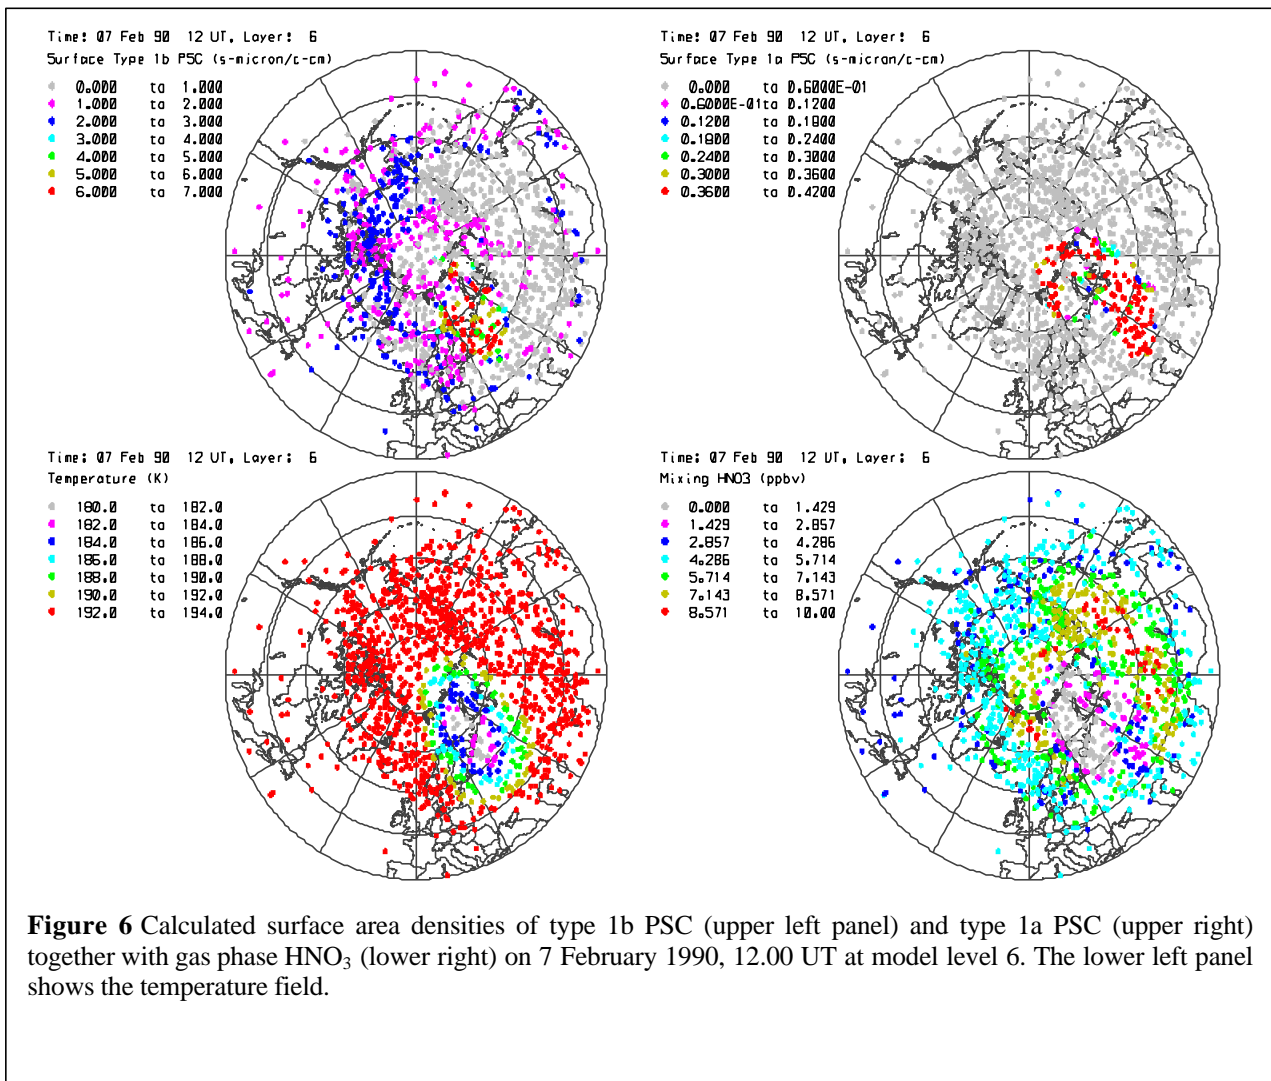 Time: 07 Feb 90 12 UT, Layer: 6
Surface Type 1b PSC (s-micron/c-cm)
0.000 to 1.000
1.000 to 2.000
2.000 to 3.000
3.000 to 4.000
4.000 to 5.000
5.000 to 6.000
6.000 to 7.000
Time: 07 Feb 90 12 UT, Layer: 6
Surface Type 1a PSC (s-micron/c-cm)
0.000 to 0.6000E-01
0.6000E-01to 0.1200
0.1200 to 0.1800
0.1800 to 0.2400
0.2400 to 0.3000
0.3000 to 0.3600
0.3600 to 0.4200
Time: 07 Feb 90 12 UT, Layer: 6
Temperature (K)
180.0 to 182.0
182.0 to 184.0
184.0 to 186.0
186.0 to 188.0
188.0 to 190.0
190.0 to 192.0
192.0 to 194.0
Time: 07 Feb 90 12 UT, Layer: 6
Mixing HNO3 (ppbv)
0.000 to 1.429
1.429 to 2.857
2.857 to 4.286
4.286 to 5.714
5.714 to 7.143
7.143 to 8.571
8.571 to 10.00
Figure 6 Calculated surface area densities of type 1b PSC (upper left panel) and type 1a PSC (upper right)
together with gas phase HNO₃ (lower right) on 7 February 1990, 12.00 UT at model level 6. The lower left panel
shows the temperature field.